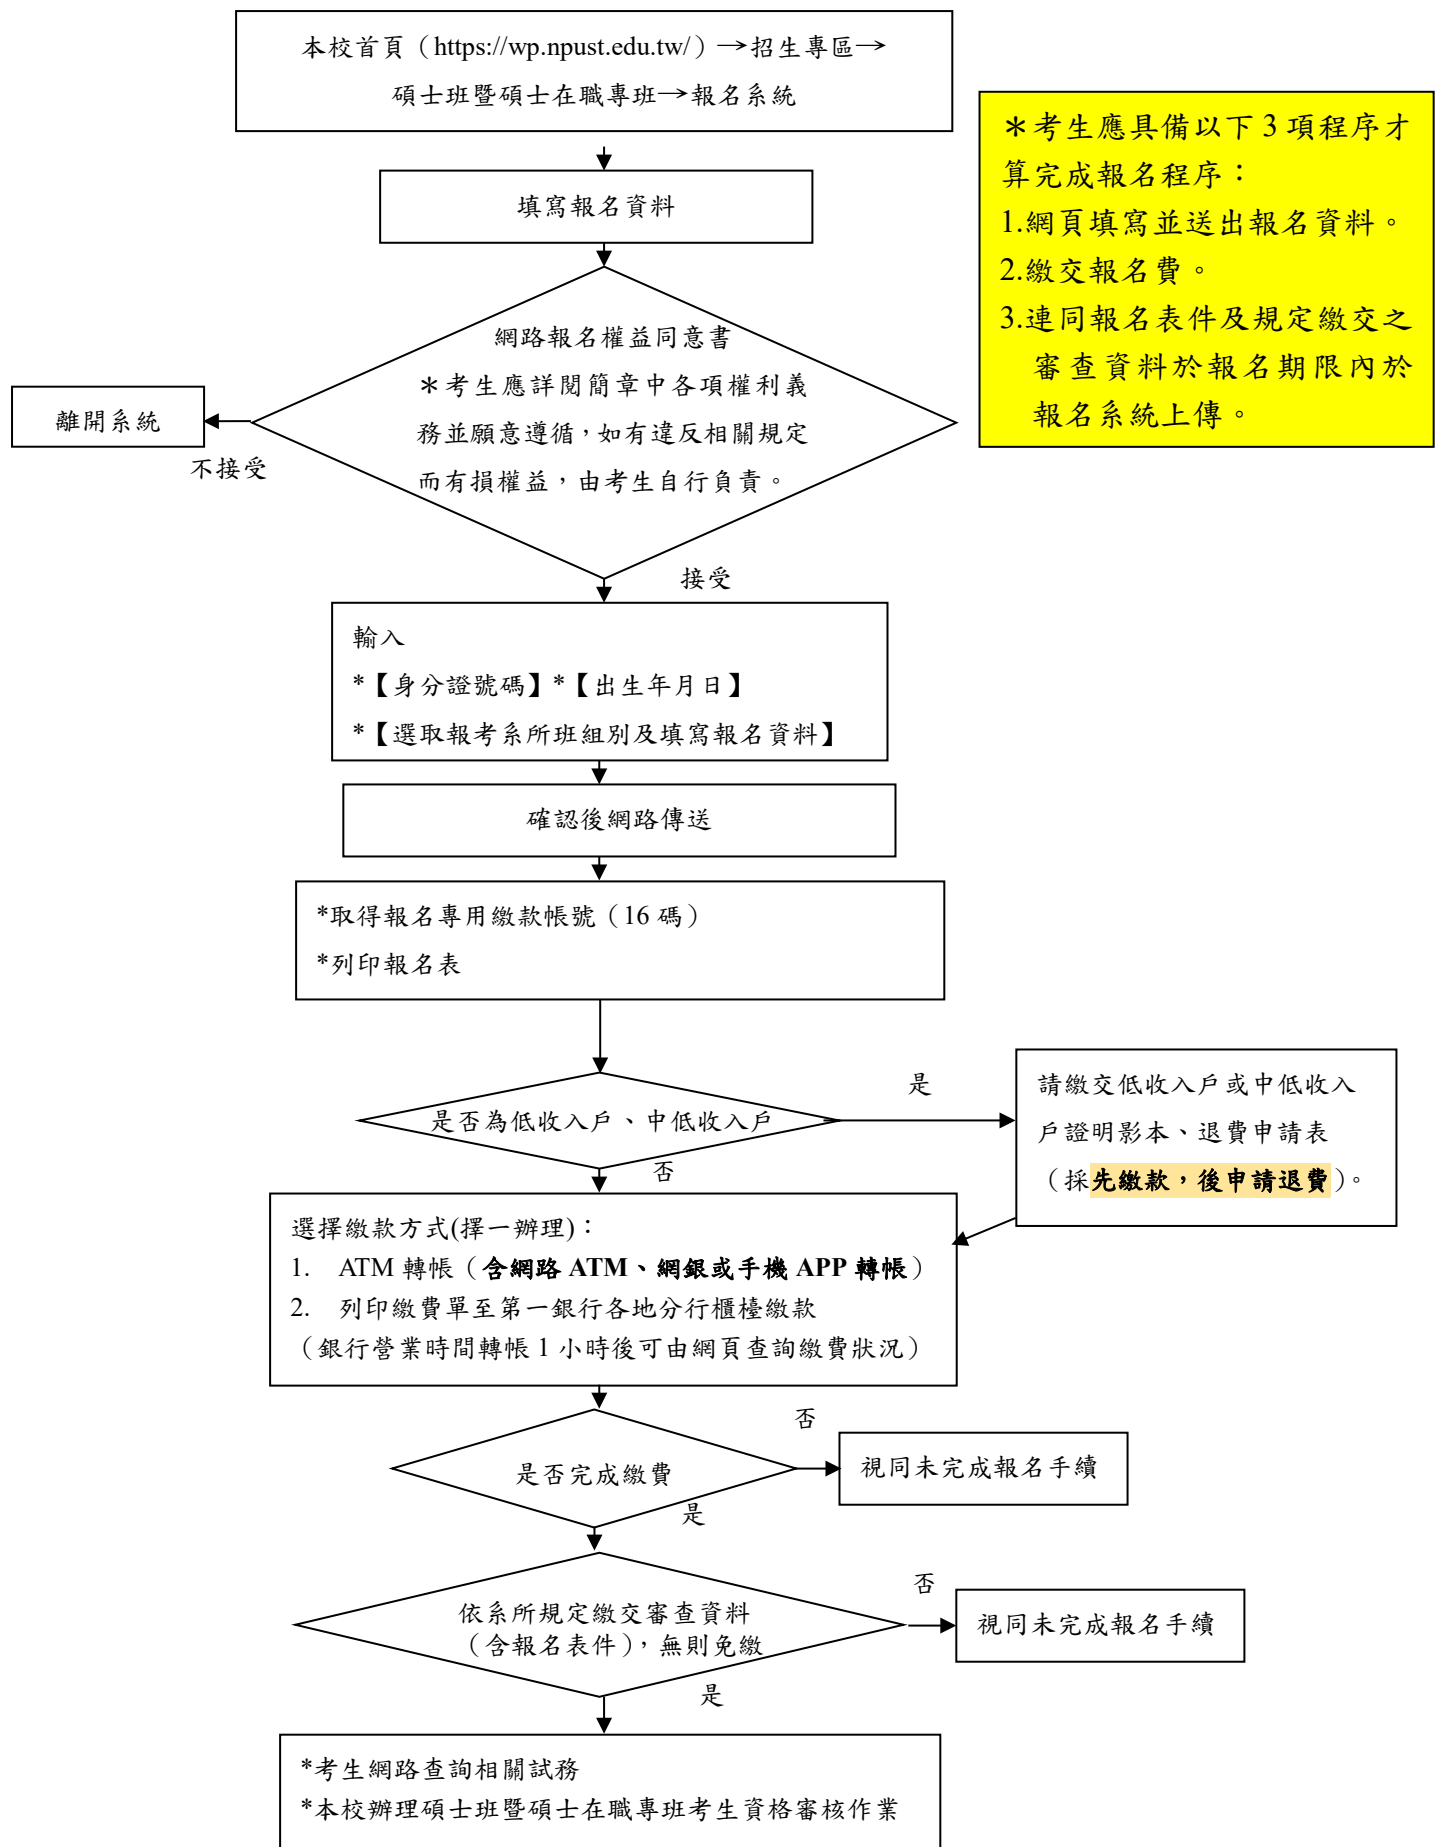 本校首頁（https://wp.npust.edu.tw/）→招生專區→
碩士班暨碩士在職專班→報名系統
＊考生應具備以下 3 項程序才
算完成報名程序：
1.網頁填寫並送出報名資料。
2.繳交報名費。
3.連同報名表件及規定繳交之
審查資料於報名期限內於
報名系統上傳。
填寫報名資料
網路報名權益同意書
＊考生應詳閱簡章中各項權利義
務並願意遵循，如有違反相關規定
而有損權益，由考生自行負責。
離開系統
不接受
接受
輸入
*【身分證號碼】*【出生年月日】
*【選取報考系所班組別及填寫報名資料】
確認後網路傳送
*取得報名專用繳款帳號（16 碼）
*列印報名表
是否為低收入戶、中低收入戶
是
請繳交低收入戶或中低收入
戶證明影本、退費申請表
（採先繳款，後申請退費）。
否
選擇繳款方式(擇一辦理)：
1. ATM 轉帳（含網路 ATM、網銀或手機 APP 轉帳）
2. 列印繳費單至第一銀行各地分行櫃檯繳款
（銀行營業時間轉帳 1 小時後可由網頁查詢繳費狀況）
是否完成繳費
否
視同未完成報名手續
是
依系所規定繳交審查資料
（含報名表件），無則免繳
否
視同未完成報名手續
是
*考生網路查詢相關試務
*本校辦理碩士班暨碩士在職專班考生資格審核作業